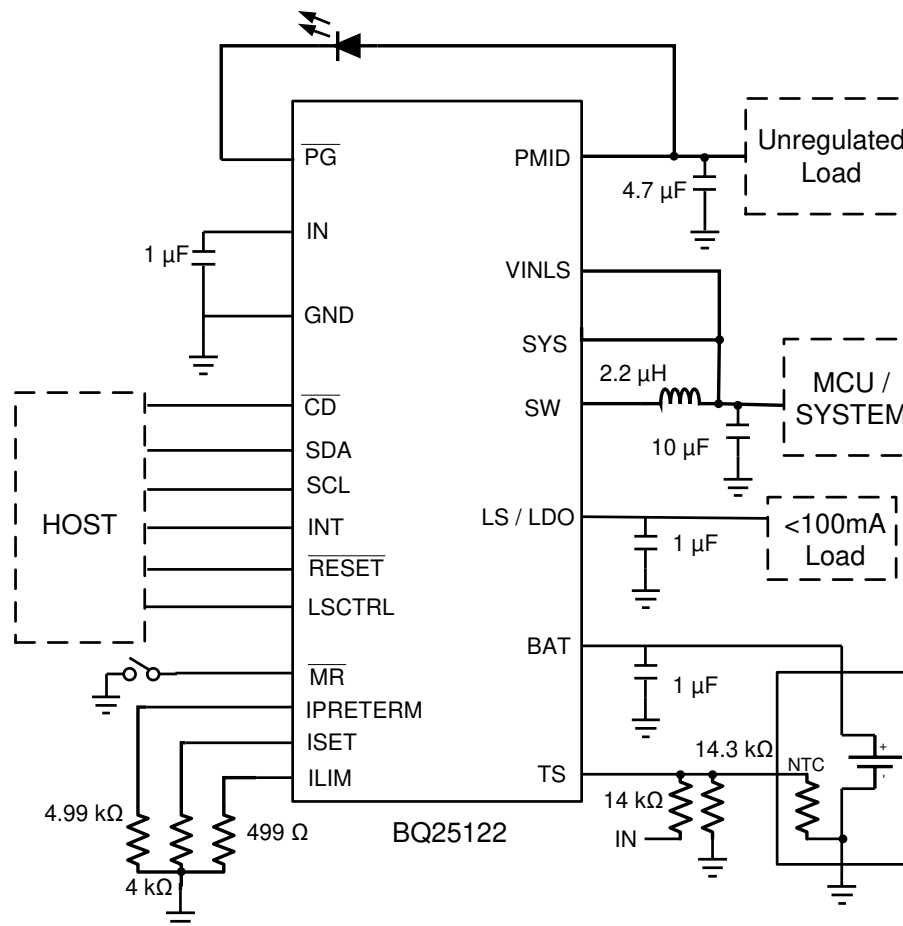 PG
PMID
Unregulated
Load
4.7 µF
IN
1 µF
VINLS
GND
SYS
2.2 µH
MCU /
SYSTEM
CD
SW
10 µF
SDA
SCL
HOST
INT
LS / LDO
<100mA
Load
1 µF
RESET
LSCTRL
BAT
MR
1 µF
IPRETERM
ISET
14.3 kΩ
NTC
+
-
ILIM
TS
4.99 kΩ
499 Ω
14 kΩ
IN
4 kΩ
BQ25122